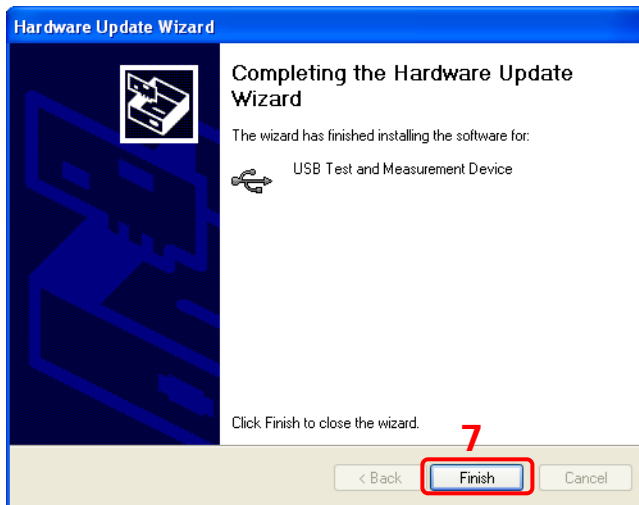 Hardware Update Wizard
Completing the Hardware Update
Wizard
The wizard has finished installing the software for:
USB Test and Measurement Device
Click Finish to close the wizard.
7
< Back
Finish
Cancel